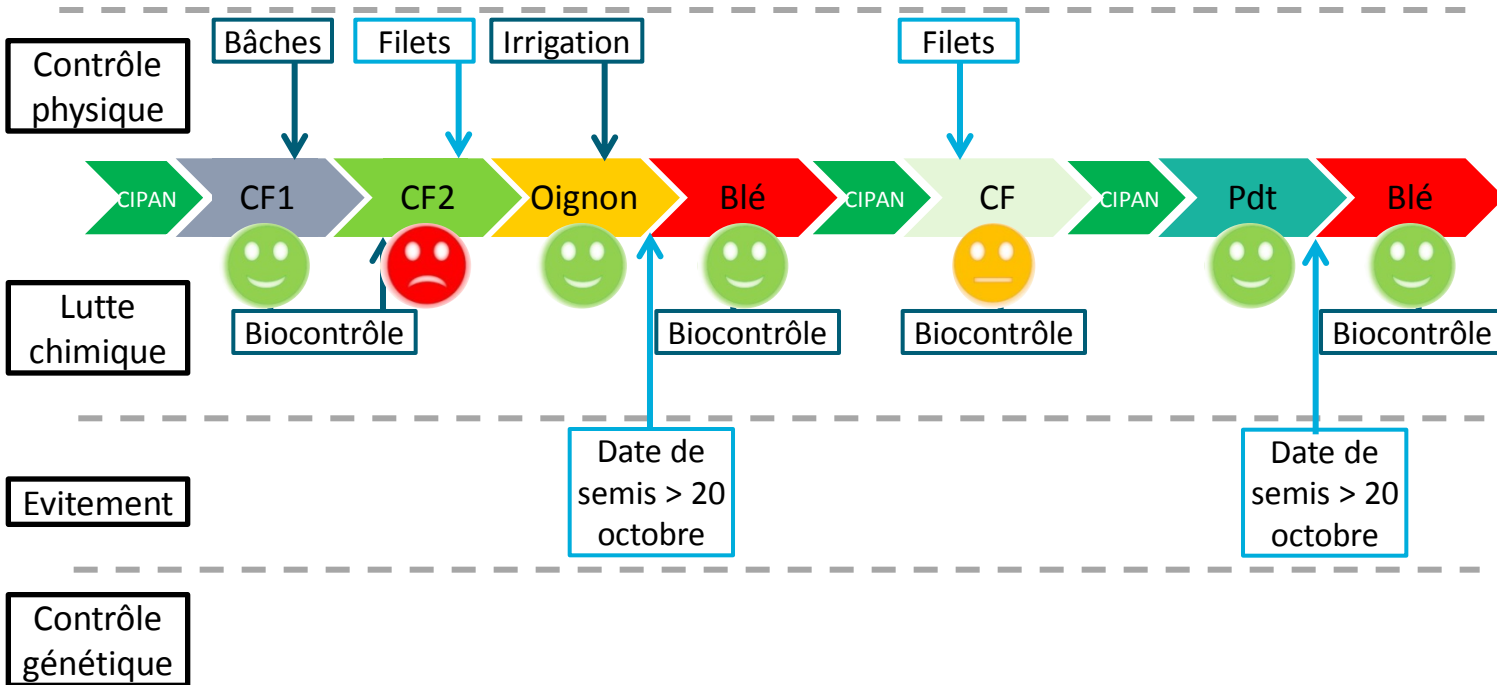 Bâches
Filets
Irrigation
Filets
Contrôle
physique
CIPAN
CF1
CF2
Oignon
Blé
CIPAN
CF
CIPAN
Pdt
Blé
Lutte
chimique
Biocontrôle
Biocontrôle
Biocontrôle
Biocontrôle
Evitement
Date de
semis > 20
octobre
Date de
semis > 20
octobre
Contrôle
génétique